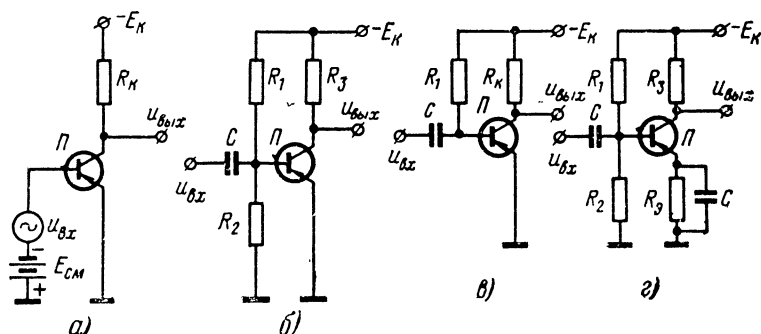 -Eк
Rк
uвых
П
uвх
-
Eсм
+
а)
-Eк
R1
R3
uвых
С
П
uвх
R2
б)
-Eк
R1
Rк
П
uвых
С
uвх
в)
-Eк
R1
R3
uвых
С
П
uвх
R2
Rэ
С
г)